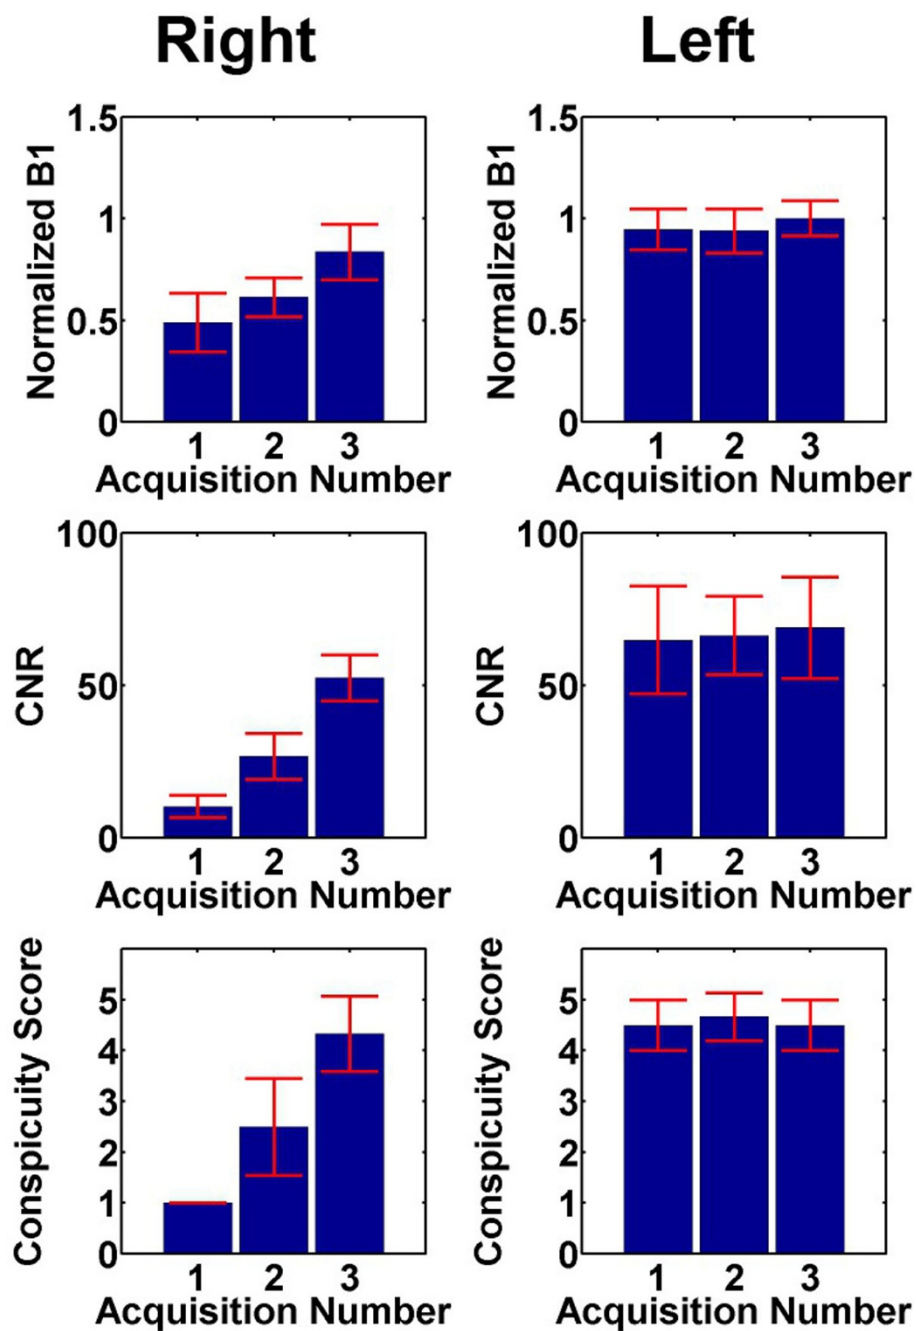 Right Left
Normalized B1
1.5
1
0.5
0
1 2 3
Acquisition Number
Normalized B1
1.5
1
0.5
0
1 2 3
Acquisition Number
CNR
100
50
0
1 2 3
Acquisition Number
CNR
100
50
0
1 2 3
Acquisition Number
Conspicuity Score
5
4
3
2
1
0
1 2 3
Acquisition Number
Conspicuity Score
5
4
3
2
1
0
1 2 3
Acquisition Number